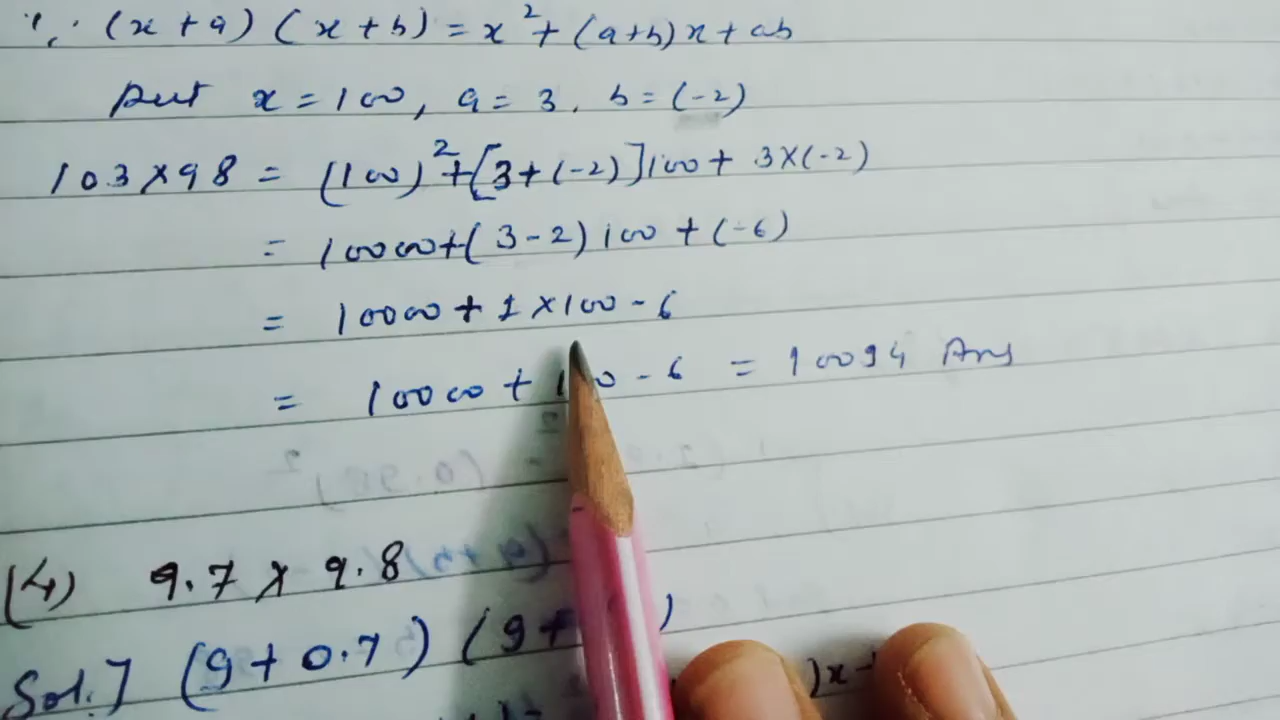 ∵ (x+a) (x+b) = x²+ (a+b)x+ab
put x=100, a=3, b=(-2)
103×98 = (100)²+[3+(-2)]100+ 3×(-2)
= 10000+(3-2)100 +(-6)
= 10000 + 1×100-6
= 10000 + 100-6 = 10094 Ans
(4) 9.7 × 9.8
Sol.] (9+0.7) (9+ )
)x